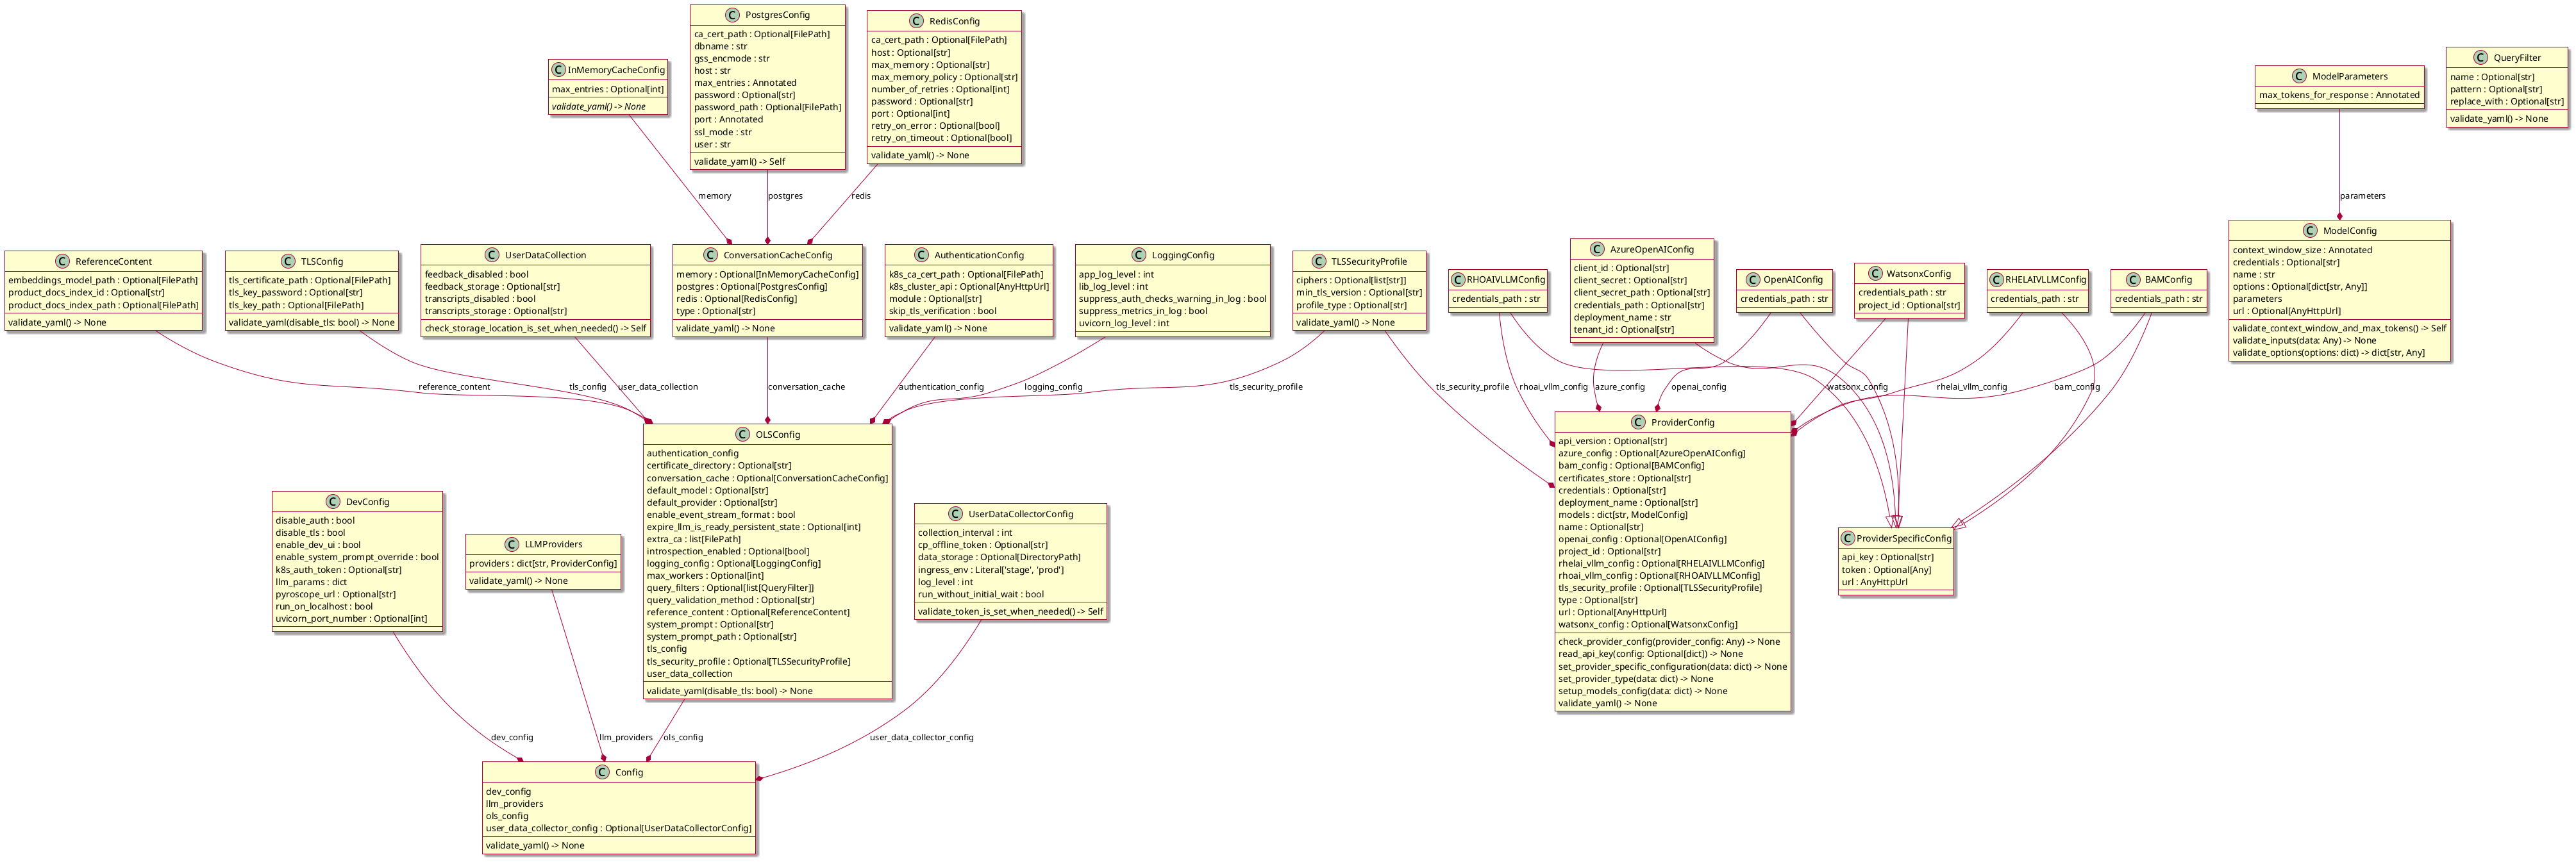 C PostgresConfig
ca_cert_path : Optional[FilePath]
dbname : str
gss_encmode : str
host : str
max_entries : Annotated
password : Optional[str]
password_path : Optional[FilePath]
port : Annotated
ssl_mode : str
user : str
validate_yaml() -> Self
C RedisConfig
ca_cert_path : Optional[FilePath]
host : Optional[str]
max_memory : Optional[str]
max_memory_policy : Optional[str]
number_of_retries : Optional[int]
password : Optional[str]
port : Optional[int]
retry_on_error : Optional[bool]
retry_on_timeout : Optional[bool]
validate_yaml() -> None
C InMemoryCacheConfig
max_entries : Optional[int]
validate_yaml() -> None
C ModelParameters
max_tokens_for_response : Annotated
C QueryFilter
name : Optional[str]
pattern : Optional[str]
replace_with : Optional[str]
validate_yaml() -> None
memory
postgres
redis
parameters
C ReferenceContent
embeddings_model_path : Optional[FilePath]
product_docs_index_id : Optional[str]
product_docs_index_path : Optional[FilePath]
validate_yaml() -> None
C TLSConfig
tls_certificate_path : Optional[FilePath]
tls_key_password : Optional[str]
tls_key_path : Optional[FilePath]
validate_yaml(disable_tls: bool) -> None
C UserDataCollection
feedback_disabled : bool
feedback_storage : Optional[str]
transcripts_disabled : bool
transcripts_storage : Optional[str]
check_storage_location_is_set_when_needed() -> Self
C ConversationCacheConfig
memory : Optional[InMemoryCacheConfig]
postgres : Optional[PostgresConfig]
redis : Optional[RedisConfig]
type : Optional[str]
validate_yaml() -> None
C AuthenticationConfig
k8s_ca_cert_path : Optional[FilePath]
k8s_cluster_api : Optional[AnyHttpUrl]
module : Optional[str]
skip_tls_verification : bool
validate_yaml() -> None
C LoggingConfig
app_log_level : int
lib_log_level : int
suppress_auth_checks_warning_in_log : bool
suppress_metrics_in_log : bool
uvicorn_log_level : int
C TLSSecurityProfile
ciphers : Optional[list[str]]
min_tls_version : Optional[str]
profile_type : Optional[str]
validate_yaml() -> None
C RHOAIVLLMConfig
credentials_path : str
C AzureOpenAIConfig
client_id : Optional[str]
client_secret : Optional[str]
client_secret_path : Optional[str]
credentials_path : Optional[str]
deployment_name : str
tenant_id : Optional[str]
C OpenAIConfig
credentials_path : str
C WatsonxConfig
credentials_path : str
project_id : Optional[str]
C RHELAIVLLMConfig
credentials_path : str
C BAMConfig
credentials_path : str
C ModelConfig
context_window_size : Annotated
credentials : Optional[str]
name : str
options : Optional[dict[str, Any]]
parameters
url : Optional[AnyHttpUrl]
validate_context_window_and_max_tokens() -> Self
validate_inputs(data: Any) -> None
validate_options(options: dict) -> dict[str, Any]
reference_content
tls_config
user_data_collection
conversation_cache
authentication_config
logging_config
tls_security_profile
tls_security_profile
rhoai_vllm_config
azure_config
openai_config
watsonx_config
rhelai_vllm_config
bam_config
C OLSConfig
authentication_config
certificate_directory : Optional[str]
conversation_cache : Optional[ConversationCacheConfig]
default_model : Optional[str]
default_provider : Optional[str]
enable_event_stream_format : bool
expire_llm_is_ready_persistent_state : Optional[int]
extra_ca : list[FilePath]
introspection_enabled : Optional[bool]
logging_config : Optional[LoggingConfig]
max_workers : Optional[int]
query_filters : Optional[list[QueryFilter]]
query_validation_method : Optional[str]
reference_content : Optional[ReferenceContent]
system_prompt : Optional[str]
system_prompt_path : Optional[str]
tls_config
tls_security_profile : Optional[TLSSecurityProfile]
user_data_collection
validate_yaml(disable_tls: bool) -> None
C ProviderConfig
api_version : Optional[str]
azure_config : Optional[AzureOpenAIConfig]
bam_config : Optional[BAMConfig]
certificates_store : Optional[str]
credentials : Optional[str]
deployment_name : Optional[str]
models : dict[str, ModelConfig]
name : Optional[str]
openai_config : Optional[OpenAIConfig]
project_id : Optional[str]
rhelai_vllm_config : Optional[RHELAIVLLMConfig]
rhoai_vllm_config : Optional[RHOAIVLLMConfig]
tls_security_profile : Optional[TLSSecurityProfile]
type : Optional[str]
url : Optional[AnyHttpUrl]
watsonx_config : Optional[WatsonxConfig]
check_provider_config(provider_config: Any) -> None
read_api_key(config: Optional[dict]) -> None
set_provider_specific_configuration(data: dict) -> None
set_provider_type(data: dict) -> None
setup_models_config(data: dict) -> None
validate_yaml() -> None
C ProviderSpecificConfig
api_key : Optional[str]
token : Optional[Any]
url : AnyHttpUrl
C DevConfig
disable_auth : bool
disable_tls : bool
enable_dev_ui : bool
enable_system_prompt_override : bool
k8s_auth_token : Optional[str]
llm_params : dict
pyroscope_url : Optional[str]
run_on_localhost : bool
uvicorn_port_number : Optional[int]
C LLMProviders
providers : dict[str, ProviderConfig]
validate_yaml() -> None
C UserDataCollectorConfig
collection_interval : int
cp_offline_token : Optional[str]
data_storage : Optional[DirectoryPath]
ingress_env : Literal['stage', 'prod']
log_level : int
run_without_initial_wait : bool
validate_token_is_set_when_needed() -> Self
dev_config
llm_providers
ols_config
user_data_collector_config
C Config
dev_config
llm_providers
ols_config
user_data_collector_config : Optional[UserDataCollectorConfig]
validate_yaml() -> None